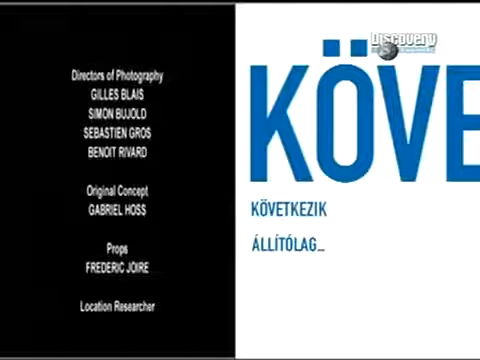 Directors of Photography
GILLES BLAIS
SIMON BUJOLD
SEBASTIEN GROS
BENOIT RIVARD
Original Concept
GABRIEL HOSS
Props
FREDERIC JOIRE
Location Researcher
Discovery
KÖVE
KÖVETKEZIK
ÁLLÍTÓLAG...